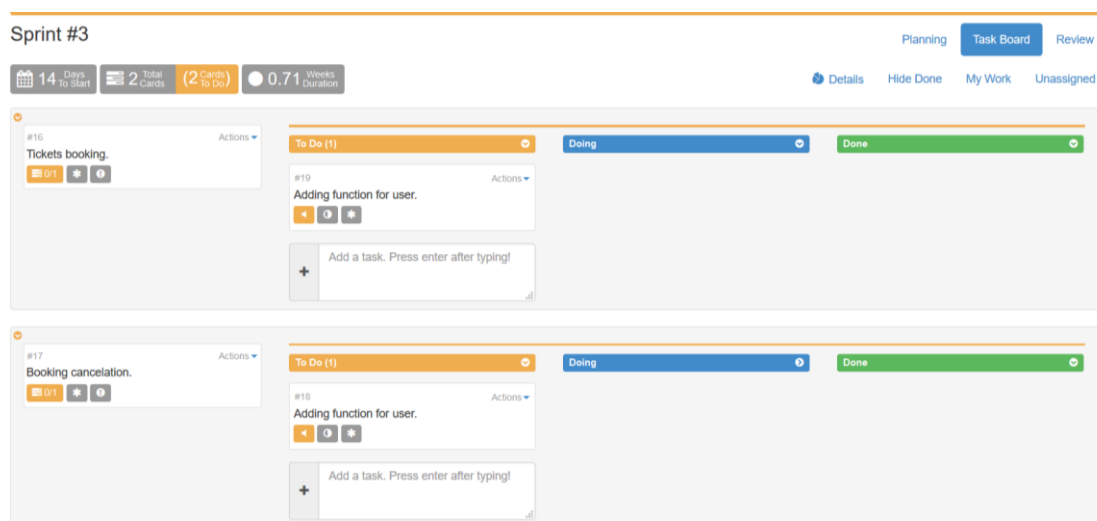 Sprint #3
Planning Task Board Review
14 Days To Start 2 Total Cards (2 Cards To Do) 0.71 Weeks Duration
Details Hide Done My Work Unassigned
#16 Actions
Tickets booking.
0/1
To Do (1) Doing Done
#19 Actions
Adding function for user.
Add a task. Press enter after typing!
#17 Actions
Booking cancelation.
0/1
To Do (1) Doing Done
#18 Actions
Adding function for user.
Add a task. Press enter after typing!